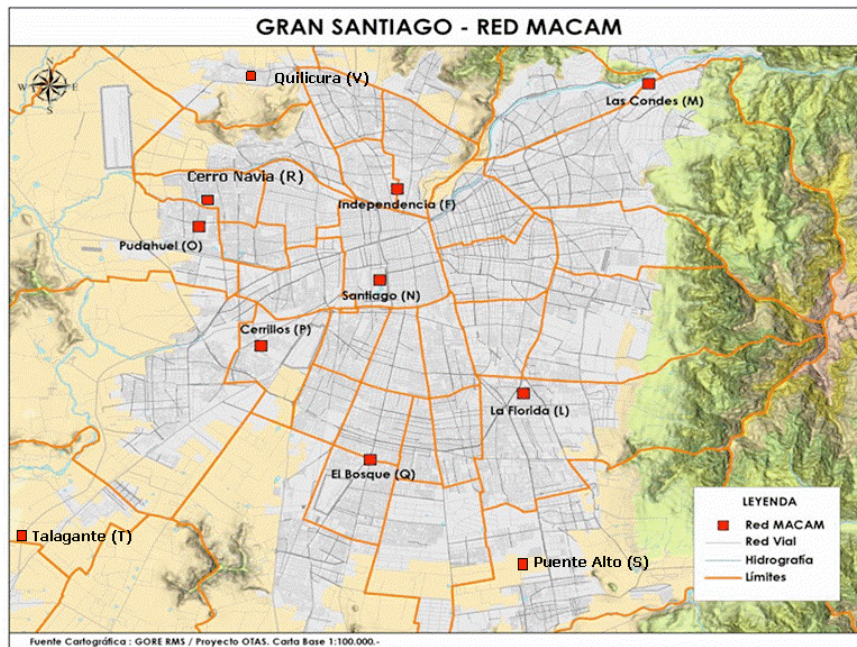 GRAN SANTIAGO - RED MACAM
N
W E
S
Quilicura (V)
Las Condes (M)
Cerro Navia (R)
Independencia (F)
Pudahuel (O)
Santiago (N)
Cerrillos (P)
La Florida (L)
El Bosque (Q)
Talagante (T)
Puente Alto (S)
LEYENDA
Red MACAM
Red Vial
Hidrografía
Límites
Fuente Cartográfica : GORE RMS / Proyecto OTAS. Carta Base 1:100.000.-